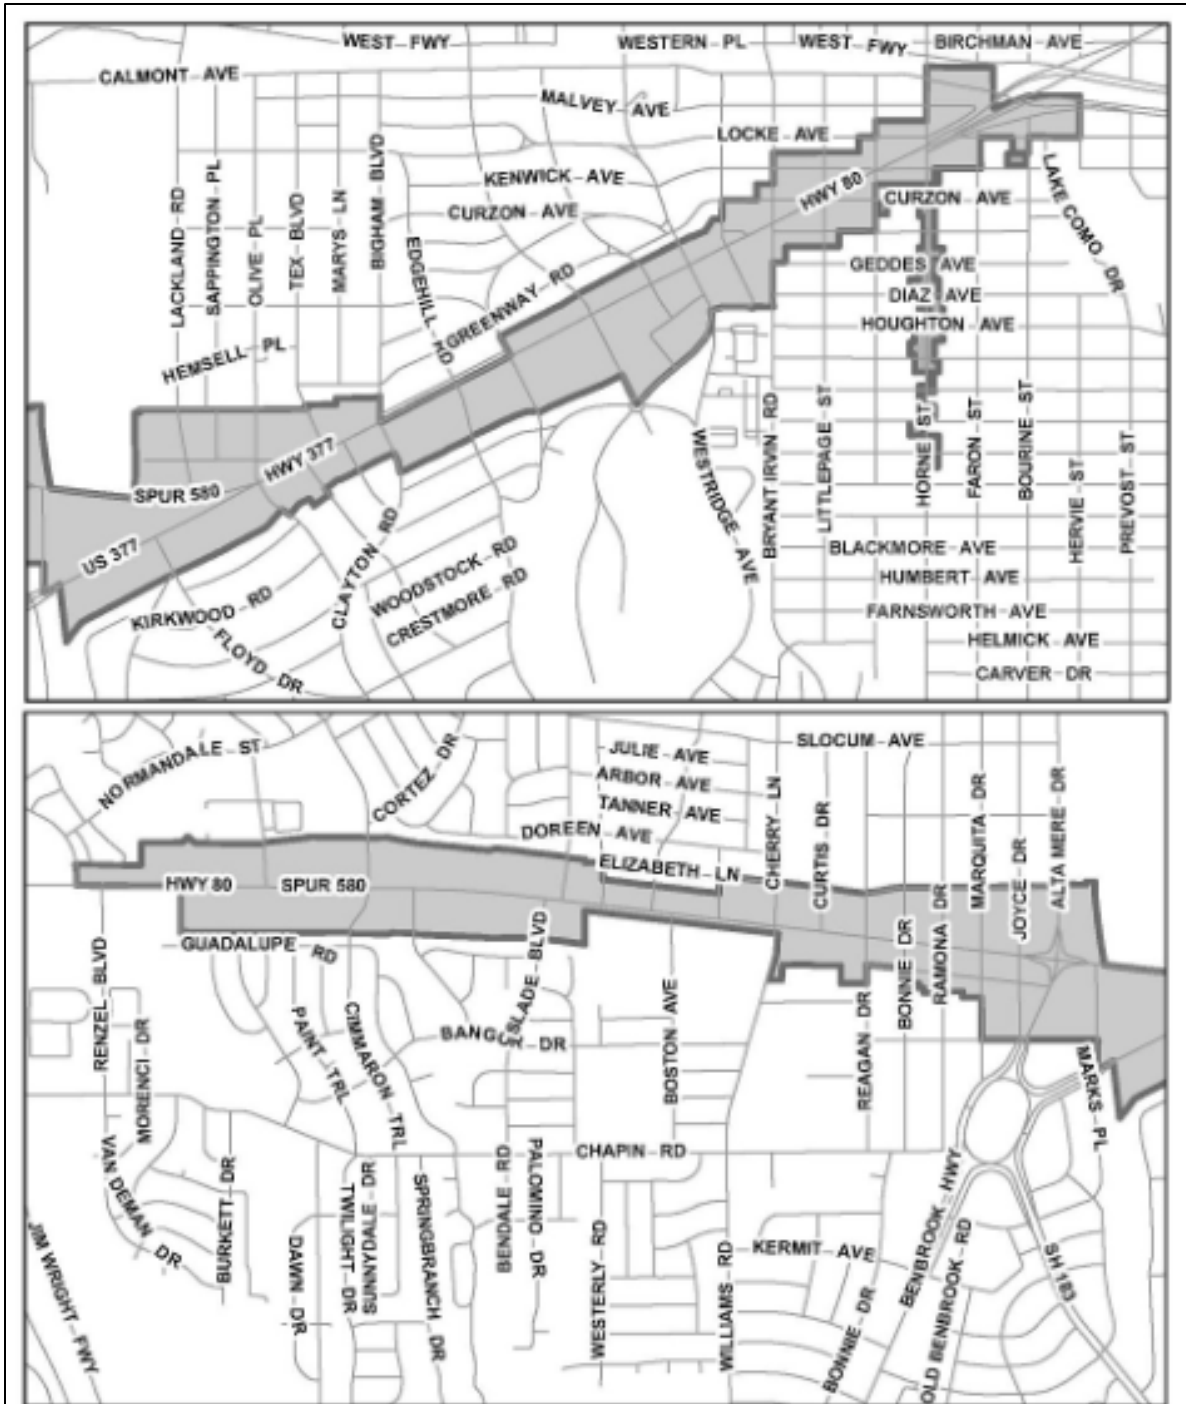 WEST FWY
WESTERN PL
WEST FWY
BIRCHMAN AVE
CALMONT AVE
MALVEY AVE
LOCKE AVE
KENWICK AVE
HWY 80
CURZON AVE
CURZON AVE
LAKE COMO DR
LACKLAND RD
SAPPINGTON PL
OLIVE PL
TEX BLVD
MARYS LN
BIGHAM BLVD
EDGEHILL RD
GREENWAY RD
GEDDES AVE
DIAZ AVE
HOUGHTON AVE
HEMSELL PL
HWY 377
SPUR 580
US 377
WESTRIDGE AVE
BRYANT IRVIN RD
LITTLEPAGE ST
HORNE ST
FARON ST
BOURINE ST
HERVIE ST
PREVOST ST
CLAYTON RD
WOODSTOCK RD
CRESTMORE RD
KIRKWOOD RD
FLOYD DR
BLACKMORE AVE
HUMBERT AVE
FARNSWORTH AVE
HELMICK AVE
CARVER DR
NORMANDALE ST
CORTEZ DR
JULIE AVE
ARBOR AVE
TANNER AVE
DOREEN AVE
ELIZABETH LN
SLOCUM AVE
CHERRY LN
CURTIS DR
MARQUITA DR
JOYCE DR
ALTA MERE DR
HWY 80
SPUR 580
GUADALUPE RD
SLADE BLVD
BONNIE DR
RAMONA DR
RENZEL BLVD
MORENCI DR
PAINT TRL
CIMMARON TRL
BANGOR DR
BOSTON AVE
REAGAN DR
MARKS PL
CHAPIN RD
VAN DEMAN DR
BURKETT DR
DAWN DR
TWILIGHT DR
SUNNYDALE DR
SPRINGBRANCH DR
BENDALE RD
PALOMINO DR
WESTERLY RD
WILLIAMS RD
KERMIT AVE
BONNIE DR
BENBROOK HWY
OLD BENBROOK RD
SH 183
JIM WRIGHT FWY